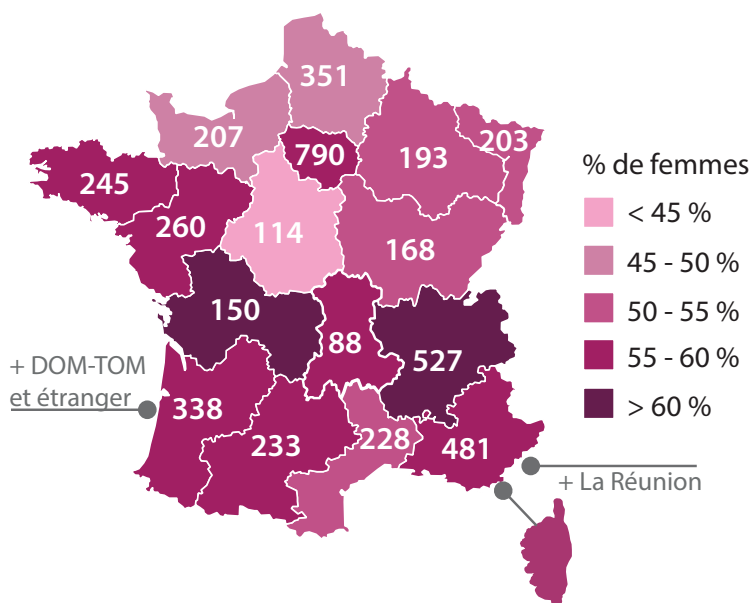 351
207
790
193
203
245
260
114
168
150
88
527
338
233
228
481
+ DOM-TOM
et étranger
+ La Réunion
% de femmes
< 45 %
45 - 50 %
50 - 55 %
55 - 60 %
> 60 %